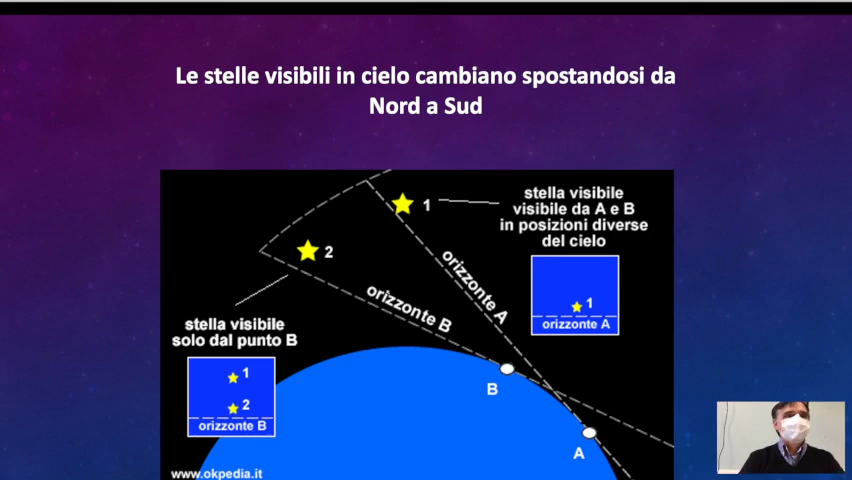 Le stelle visibili in cielo cambiano spostandosi da
Nord a Sud
1
stella visibile
visibile da A e B
in posizioni diverse
del cielo
2
orizzonte A
orizzonte B
1
orizzonte A
stella visibile
solo dal punto B
1
2
orizzonte B
B
A
www.okpedia.it